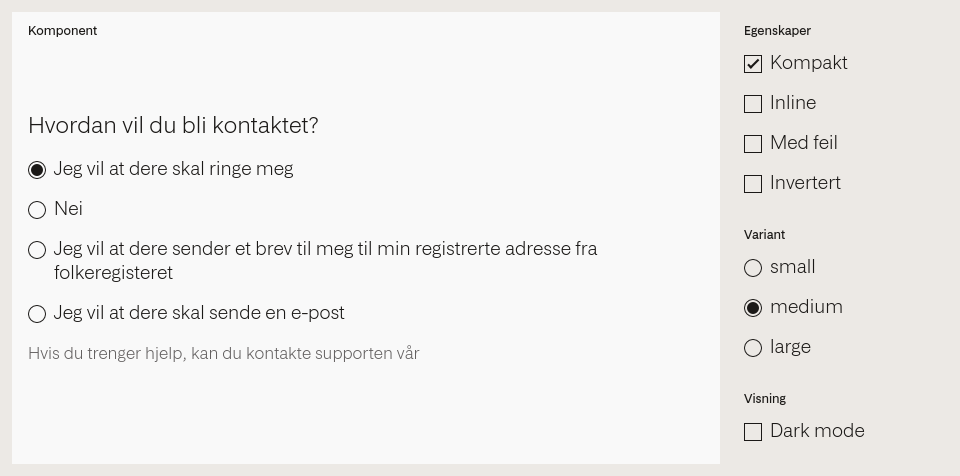 Komponent
Hvordan vil du bli kontaktet?
Jeg vil at dere skal ringe meg
Nei
Jeg vil at dere sender et brev til meg til min registrerte adresse fra
folkeregisteret
Jeg vil at dere skal sende en e-post
Hvis du trenger hjelp, kan du kontakte supporten vår
Egenskaper
Kompakt
Inline
Med feil
Invertert
Variant
small
medium
large
Visning
Dark mode